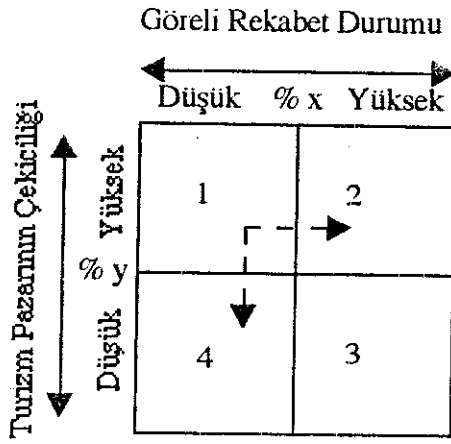 Göreli Rekabet Durumu
Düşük % x Yüksek
Turizm Pazarının Çekiciliği
Yüksek
% y
Düşük
1 2
4 3